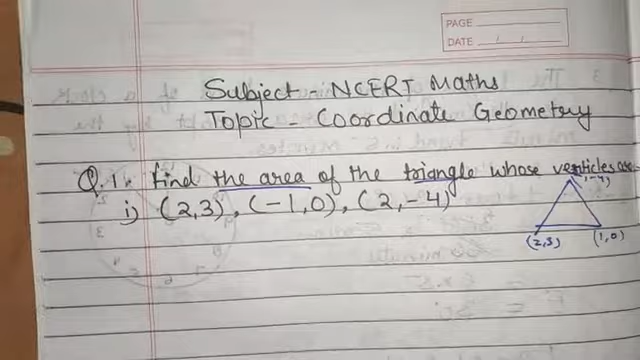 PAGE
DATE
Subject - NCERT Maths
Topic - Coordinate Geometry
Q.1. find the area of the triangle whose verticles are
i) (2,3), (-1,0), (2,-4)
(2,3)
(1,0)